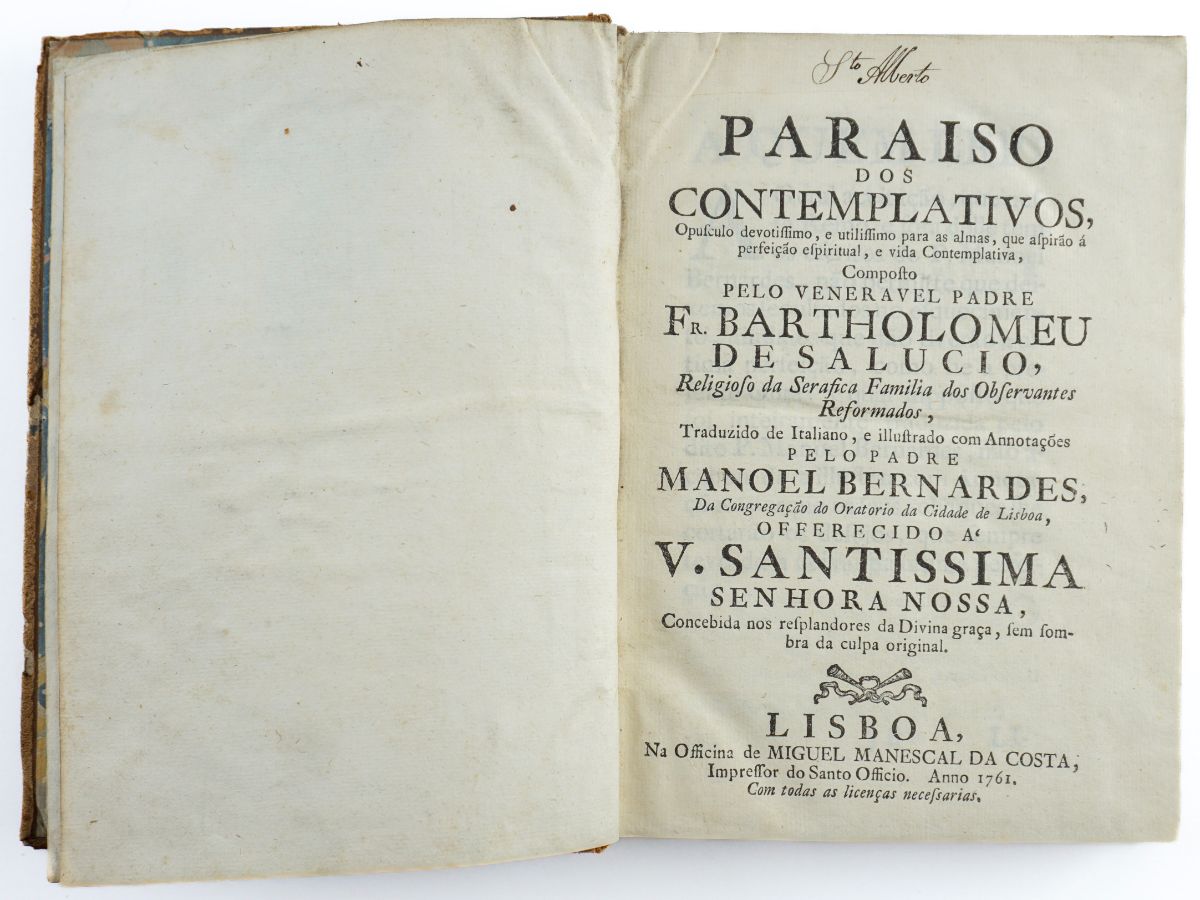 Sto Alberto
PARAISO
DOS
CONTEMPLATIVOS,
Opuſculo devotiſſimo, e utiliſſimo para as almas, que aſpirão á
perfeição eſpiritual, e vida Contemplativa,
Compoſto
PELO VENERAVEL PADRE
FR. BARTHOLOMEU
DE SALUCIO,
Religioſo da Serafica Familia dos Obſervantes
Reformados,
Traduzido de Italiano, e illuſtrado com Annotações
PELO PADRE
MANOEL BERNARDES,
Da Congregação do Oratorio da Cidade de Lisboa,
OFFERECIDO A'
V. SANTISSIMA
SENHORA NOSSA,
Concebida nos reſplandores da Divina graça, ſem ſom-
bra da culpa original.
LISBOA,
Na Officina de MIGUEL MANESCAL DA COSTA,
Impreſſor do Santo Officio. Anno 1761.
Com todas as licenças neceſsarias.